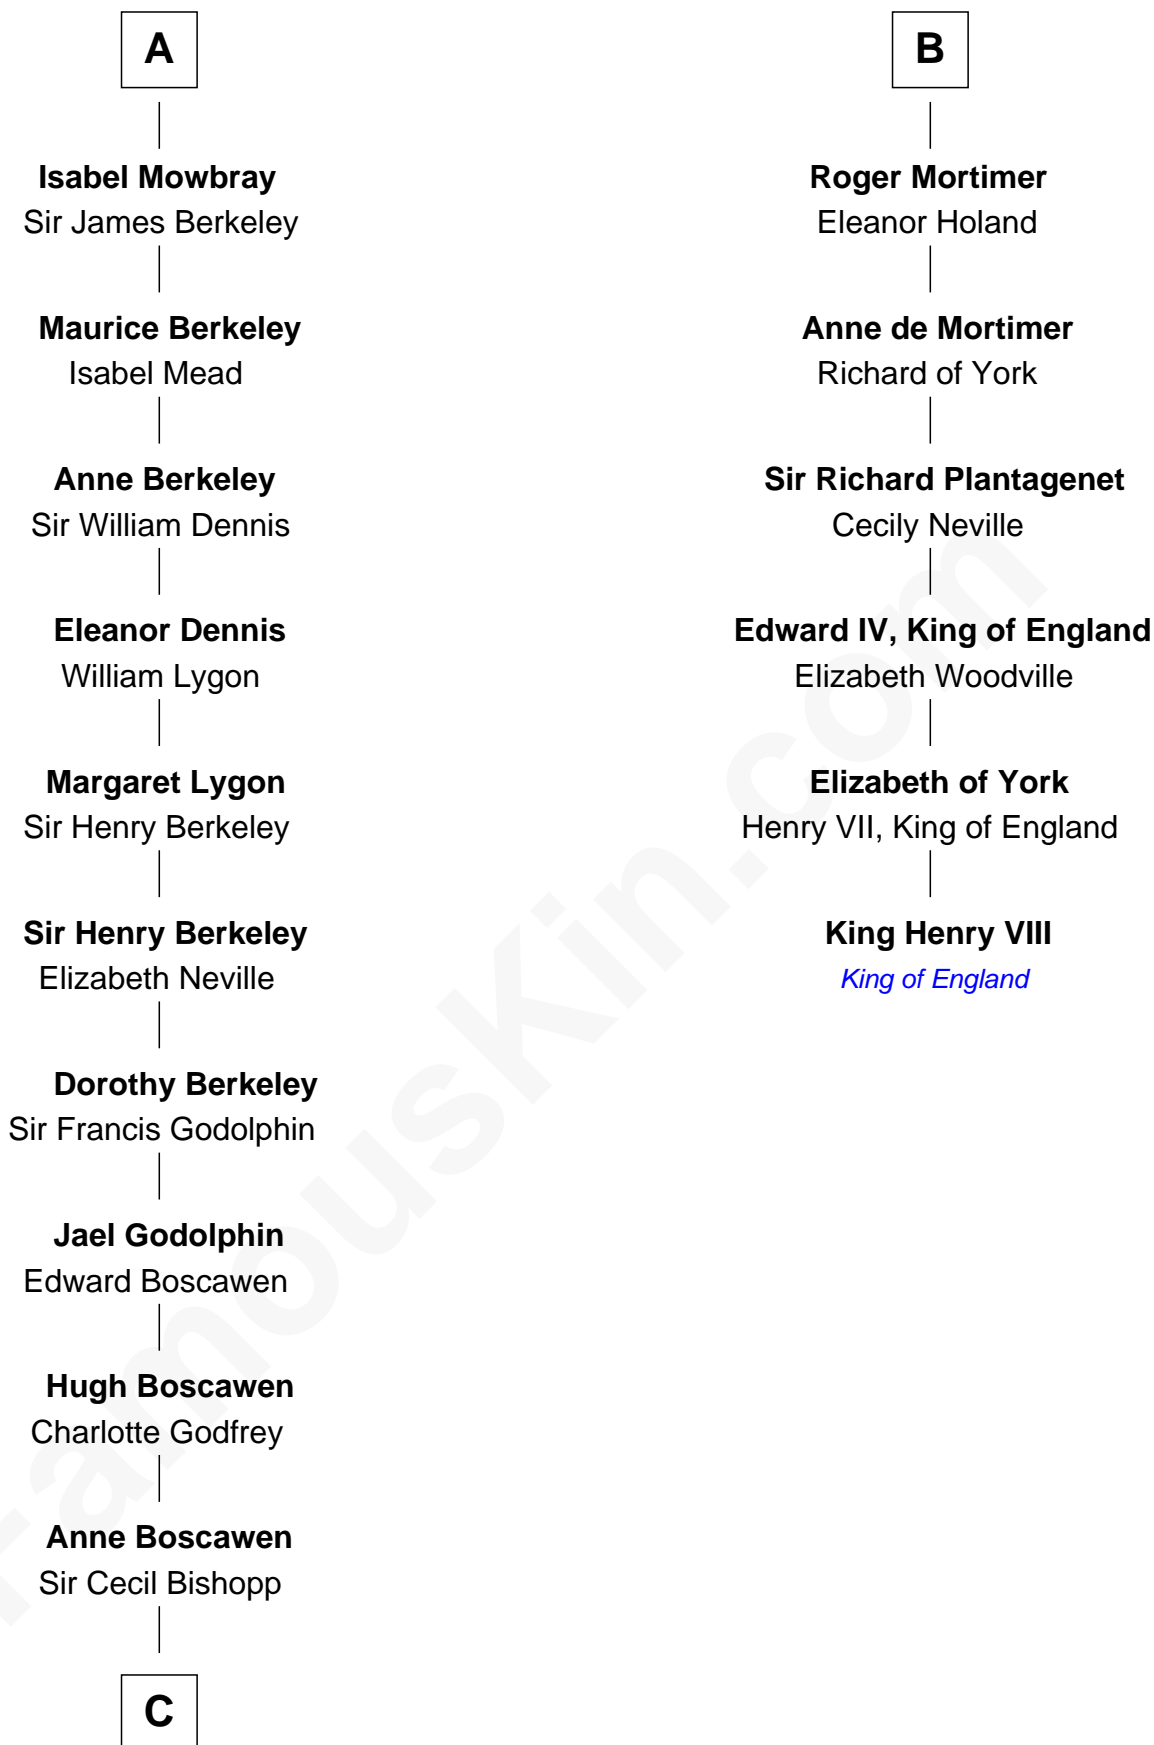 A
Isabel Mowbray
Sir James Berkeley
Maurice Berkeley
Isabel Mead
Anne Berkeley
Sir William Dennis
Eleanor Dennis
William Lygon
Margaret Lygon
Sir Henry Berkeley
Sir Henry Berkeley
Elizabeth Neville
Dorothy Berkeley
Sir Francis Godolphin
Jael Godolphin
Edward Boscawen
Hugh Boscawen
Charlotte Godfrey
Anne Boscawen
Sir Cecil Bishopp
C
B
Roger Mortimer
Eleanor Holand
Anne de Mortimer
Richard of York
Sir Richard Plantagenet
Cecily Neville
Edward IV, King of England
Elizabeth Woodville
Elizabeth of York
Henry VII, King of England
King Henry VIII
King of England
FamousKin.com